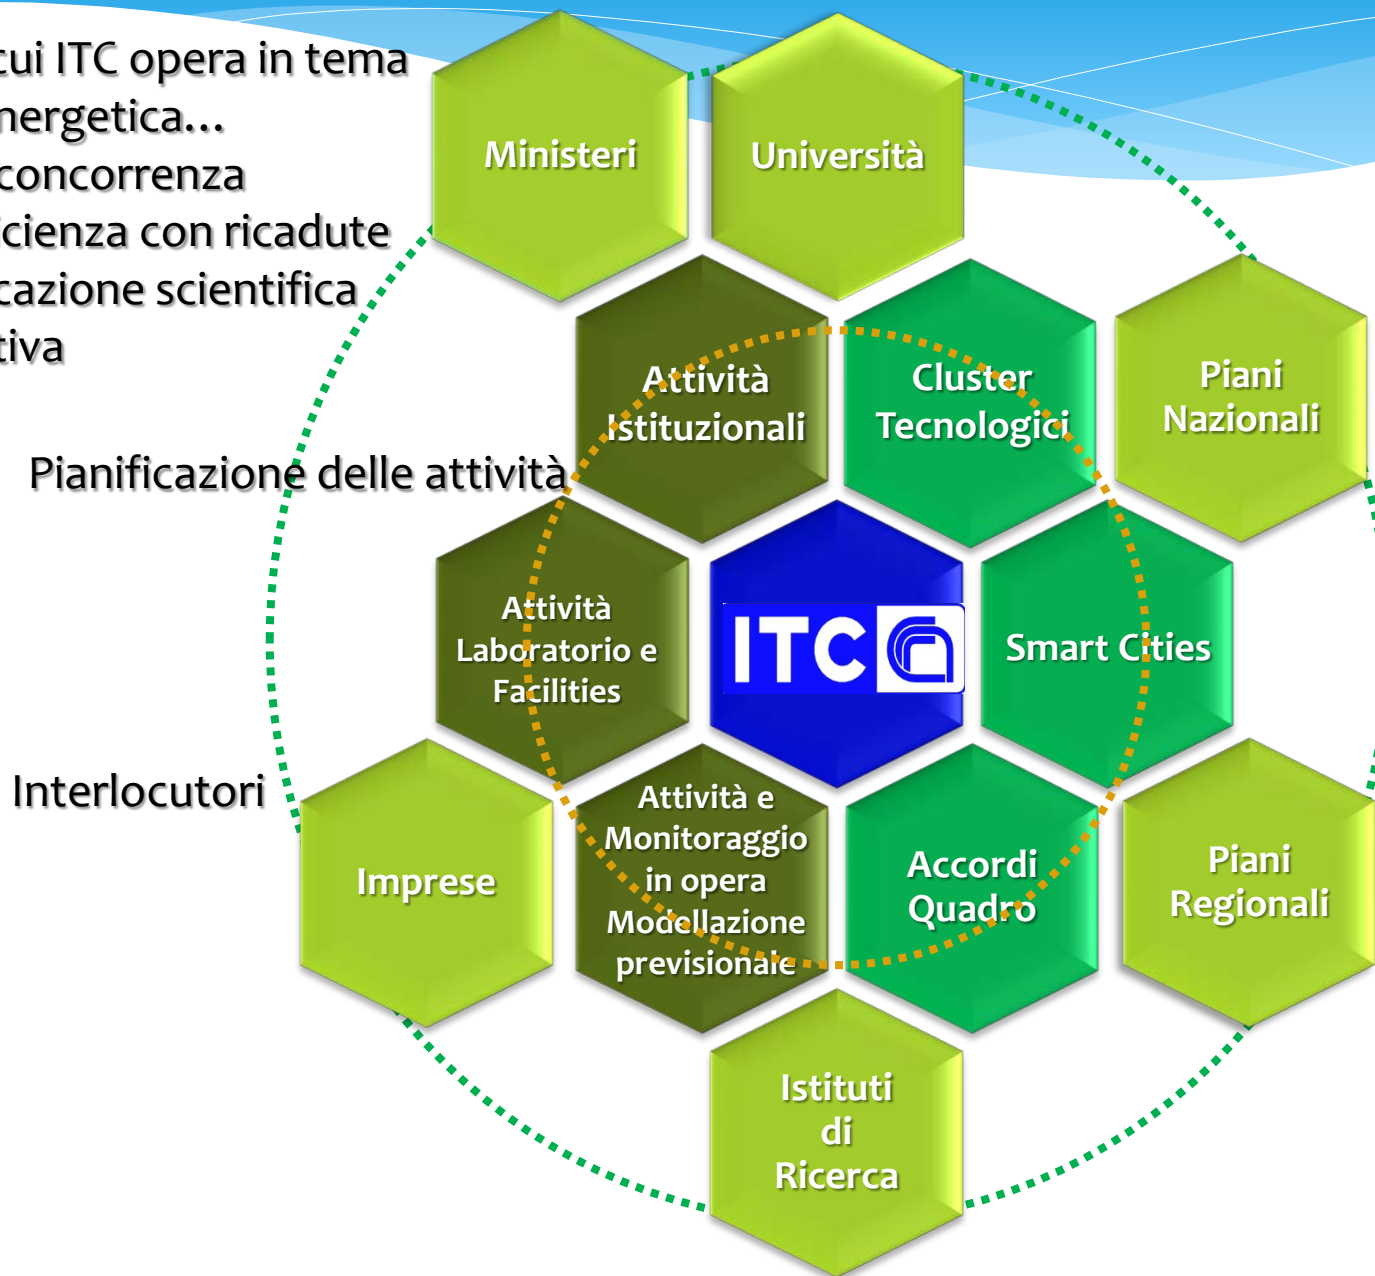 cui ITC opera in tema
nergetica...
concorrenza
icienza con ricadute
cazione scientifica
tiva
Ministeri
Università
Attività
Istituzionali
Cluster
Tecnologici
Piani
Nazionali
Pianificazione delle attività
Attività
Laboratorio e
Facilities
ITC
Smart Cities
Interlocutori
Imprese
Attività e
Monitoraggio
in opera
Modellazione
previsionale
Accordi
Quadro
Piani
Regionali
Istituti
di
Ricerca